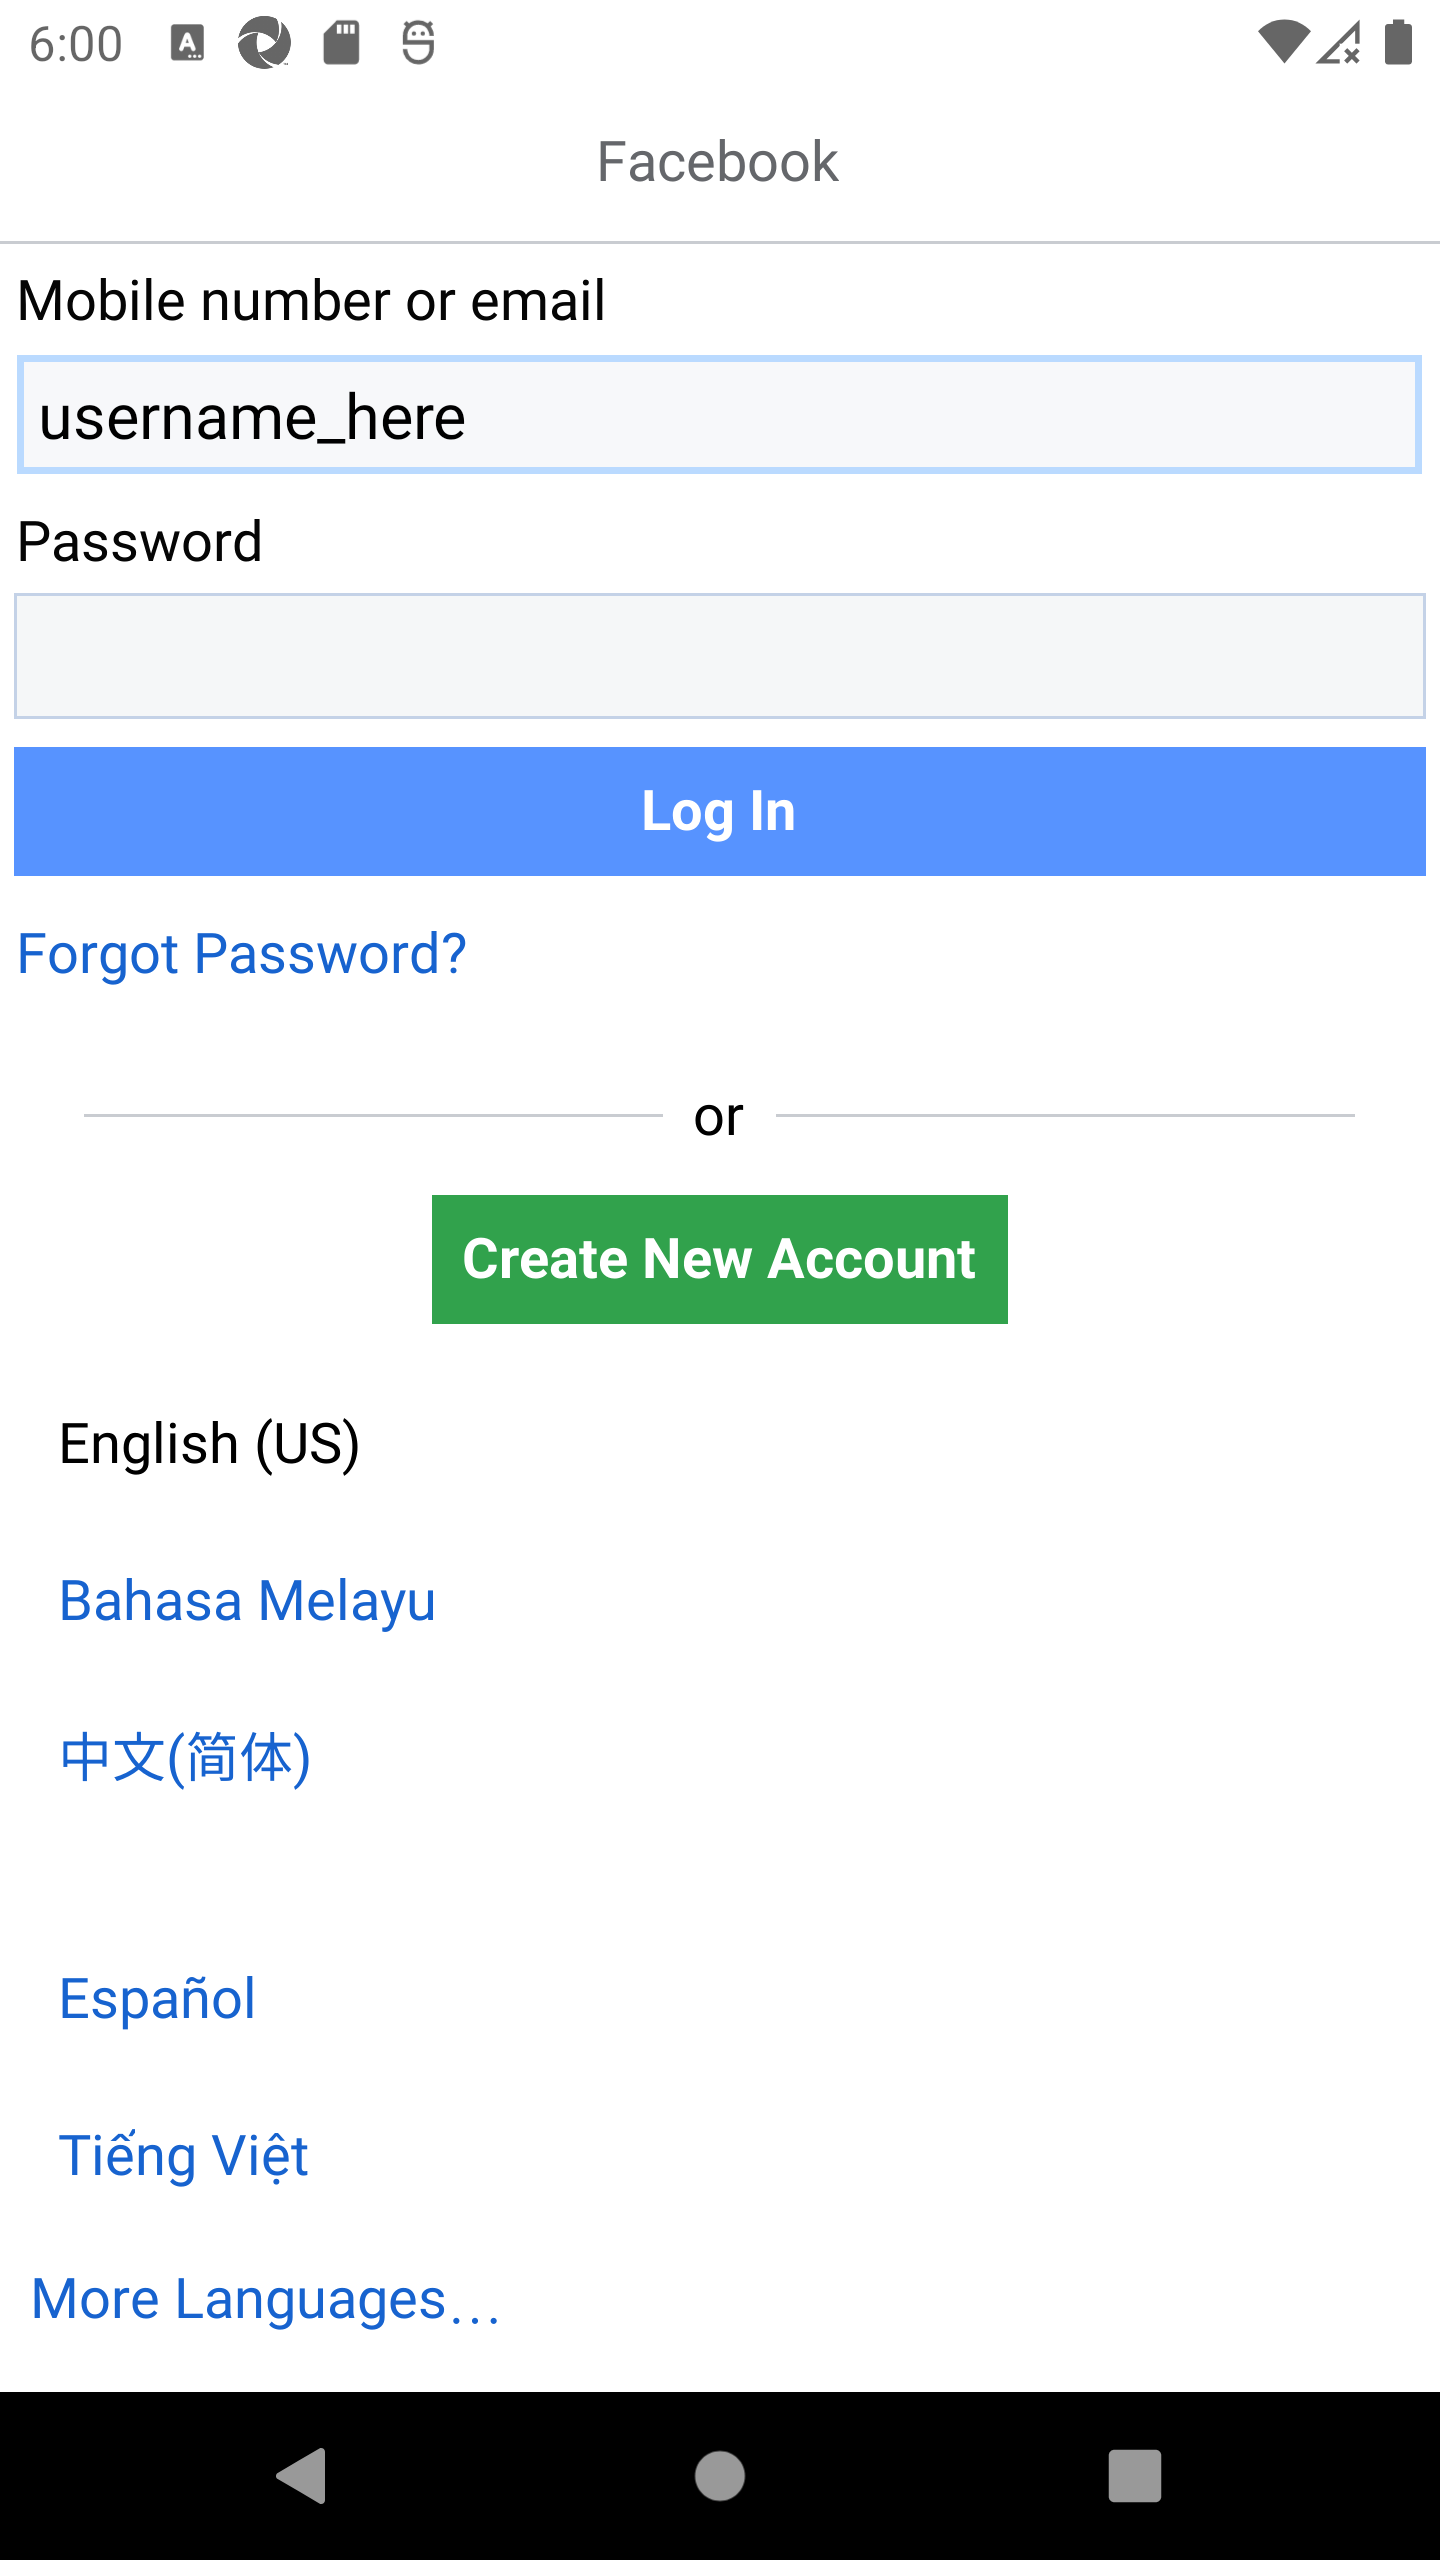 6:00
Facebook
Mobile number or email
username_here
Password
Log In
Forgot Password?
or
Create New Account
English (US)
Bahasa Melayu
中文(简体)
Español
Tiếng Việt
More Languages...